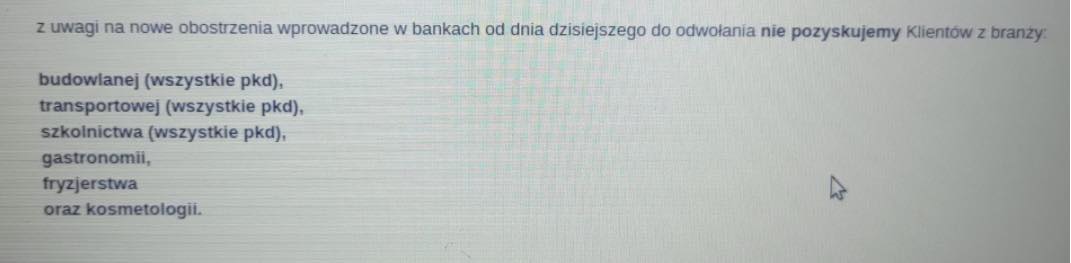 z uwagi na nowe obostrzenia wprowadzone w bankach od dnia dzisiejszego do odwołania nie pozyskujemy Klientów z branży:
budowlanej (wszystkie pkd),
transportowej (wszystkie pkd),
szkolnictwa (wszystkie pkd),
gastronomii,
fryzjerstwa
oraz kosmetologii.